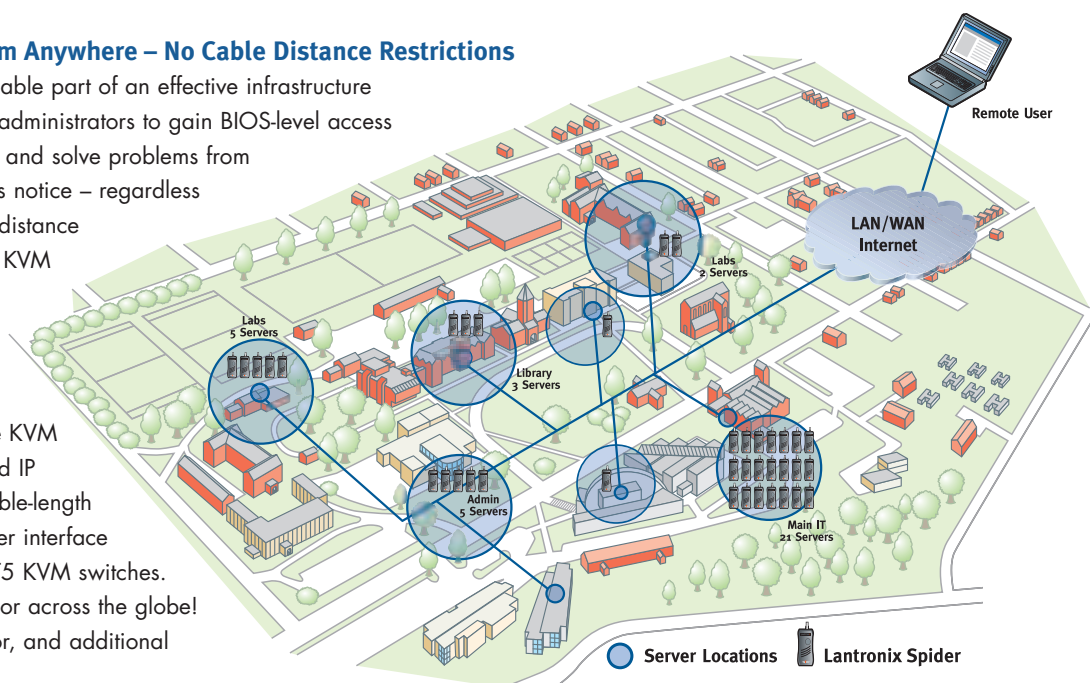 m Anywhere – No Cable Distance Restrictions
able part of an effective infrastructure
administrators to gain BIOS-level access
and solve problems from
s notice – regardless
distance
KVM
e KVM
d IP
ble-length
er interface
5 KVM switches.
or across the globe!
or, and additional
Remote User
LAN/WAN
Internet
Labs
2 Servers
Labs
5 Servers
Library
3 Servers
Admin
5 Servers
Main IT
21 Servers
Server Locations
Lantronix Spider